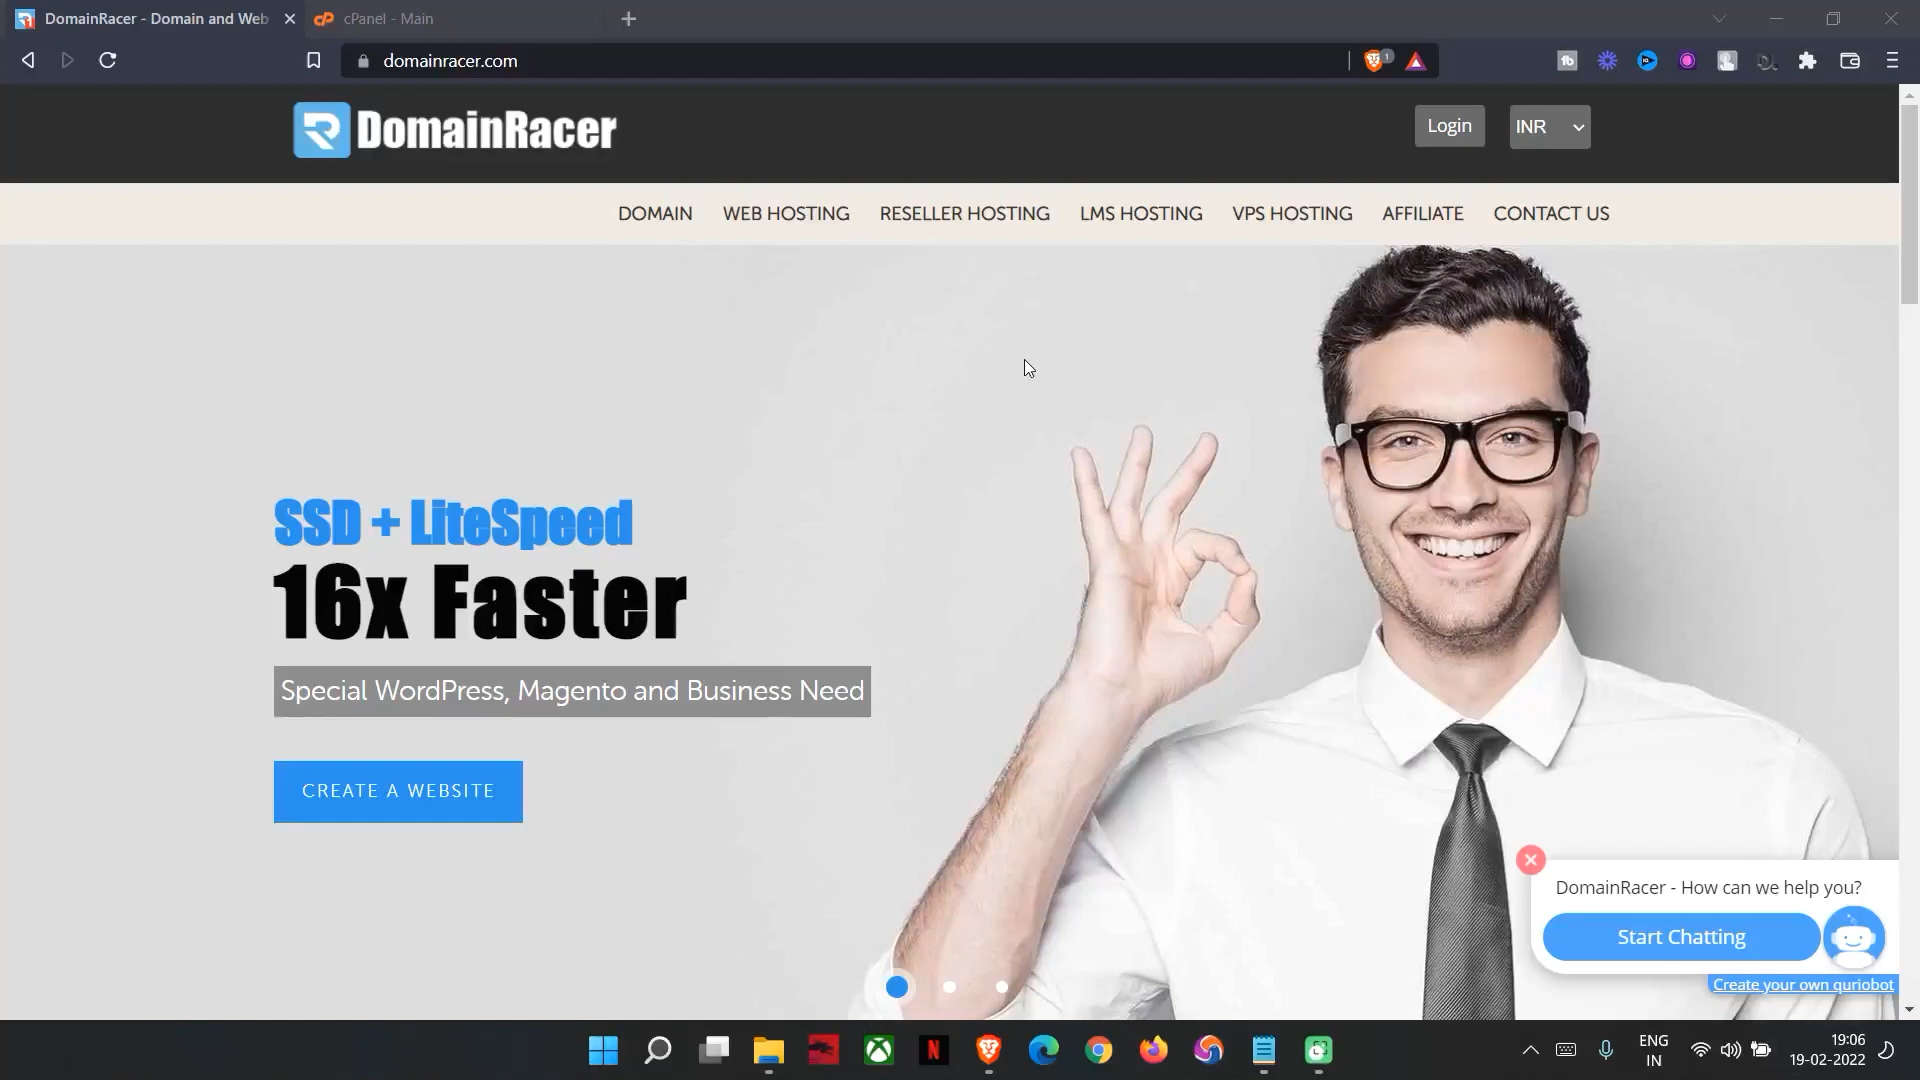 DomainRacer - Domain and Web
cPanel - Main
domainracer.com
1
DomainRacer
Login
INR
DOMAIN WEB HOSTING RESELLER HOSTING LMS HOSTING VPS HOSTING AFFILIATE CONTACT US
SSD + LiteSpeed
16x Faster
Special WordPress, Magento and Business Need
CREATE A WEBSITE
DomainRacer - How can we help you?
Start Chatting
Create your own quriobot
ENG
IN
19:06
19-02-2022